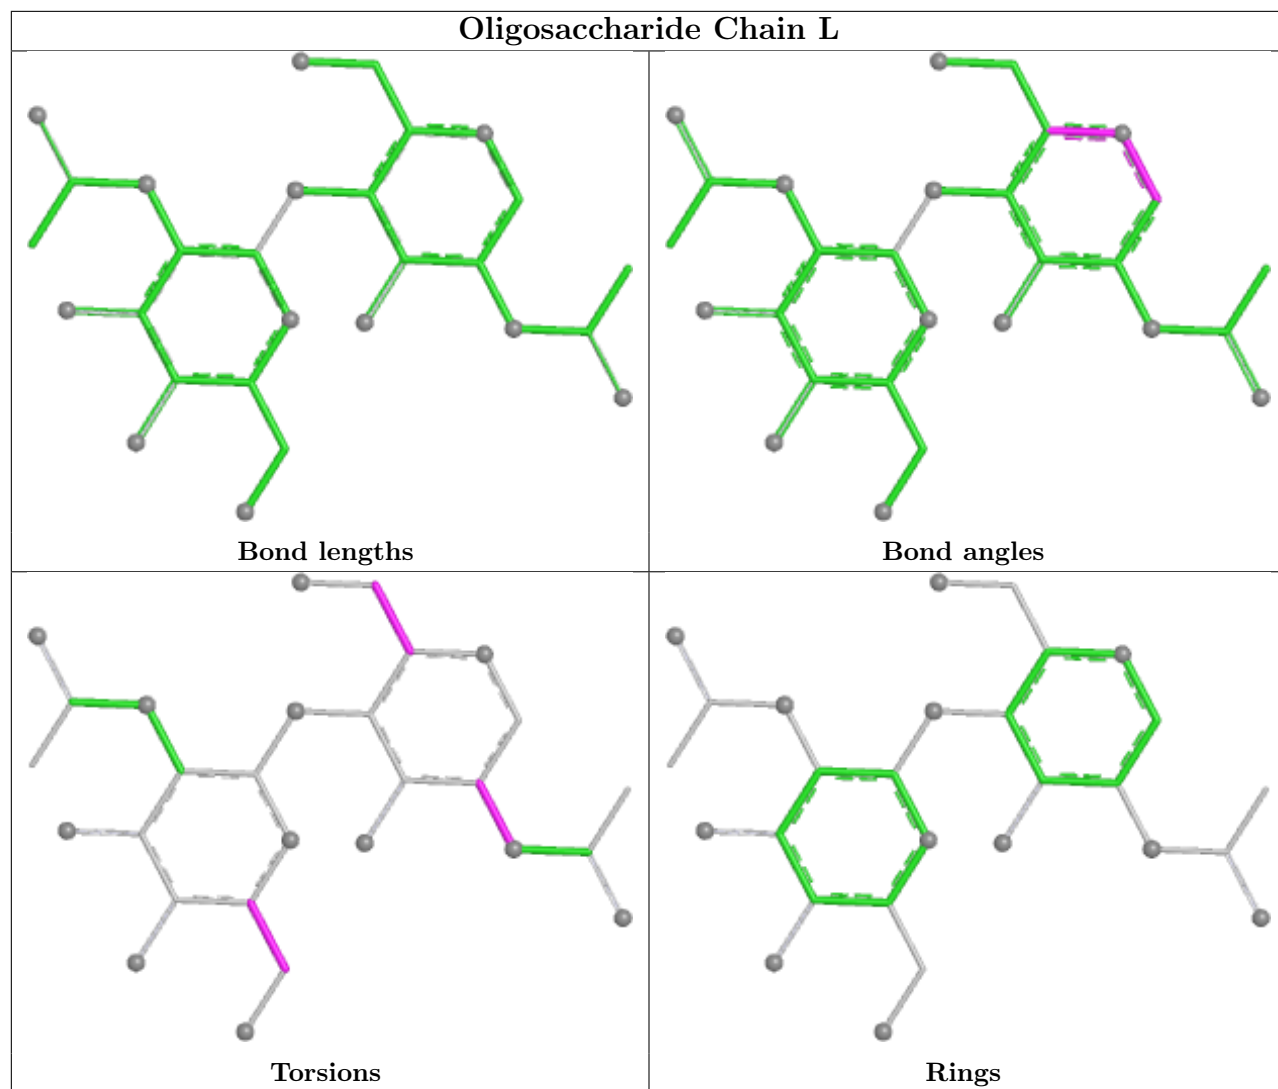 Oligosaccharide Chain L
Bond lengths
Bond angles
Torsions
Rings